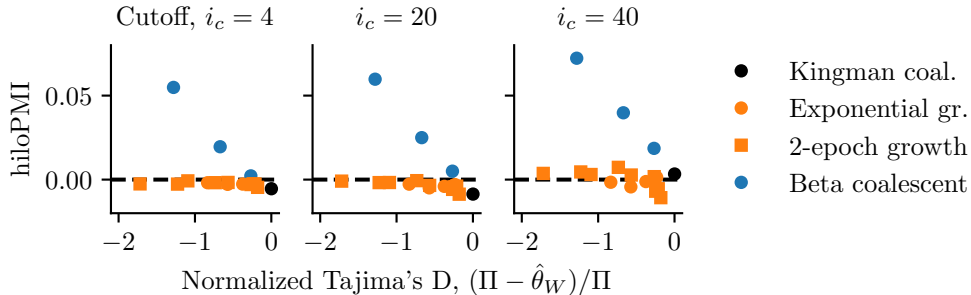 Cutoff, $i_c = 4$
$i_c = 20$
$i_c = 40$
hiloPMI
0.05
0.00
−2
−1
0
−2
−1
0
−2
−1
0
Normalized Tajima's D, $(\Pi - \hat{\theta}_W)/\Pi$
Kingman coal.
Exponential gr.
2-epoch growth
Beta coalescent